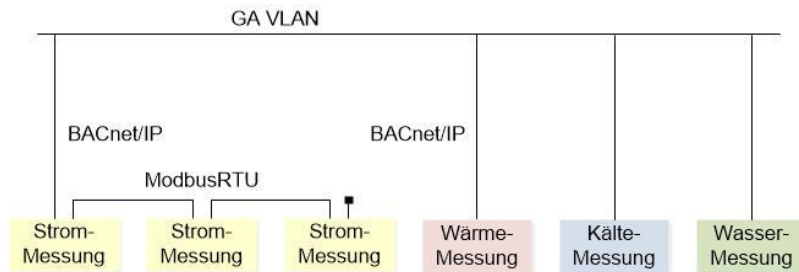 GA VLAN
BACnet/IP
BACnet/IP
ModbusRTU
Strom-
Messung
Strom-
Messung
Strom-
Messung
Wärme-
Messung
Kälte-
Messung
Wasser-
Messung